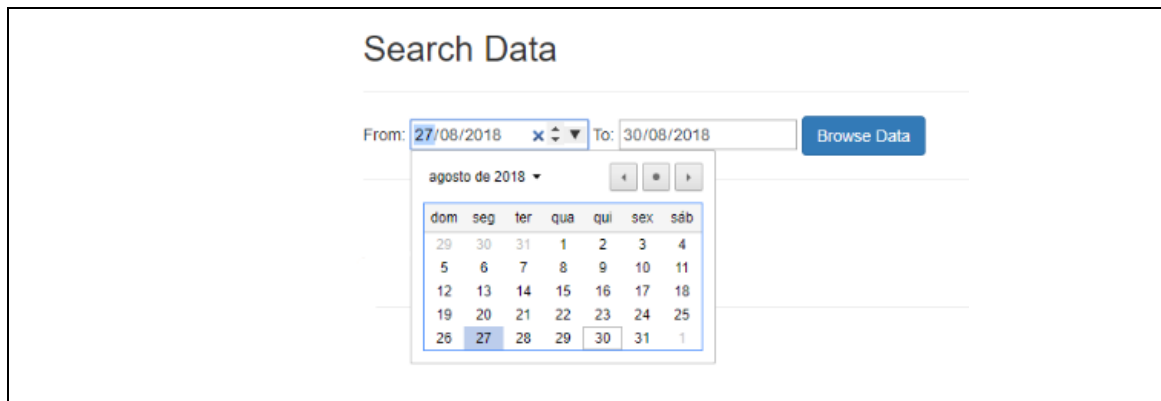 Search Data
From: 27/08/2018 To: 30/08/2018 Browse Data
agosto de 2018
dom seg ter qua qui sex sáb
29 30 31 1 2 3 4
5 6 7 8 9 10 11
12 13 14 15 16 17 18
19 20 21 22 23 24 25
26 27 28 29 30 31 1